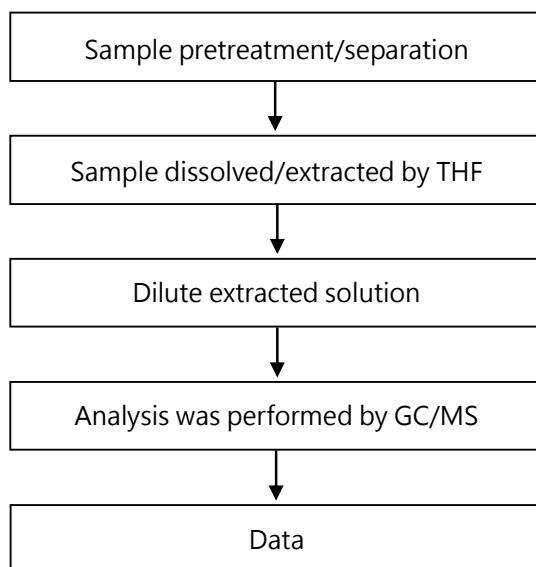 Sample pretreatment/separation
Sample dissolved/extracted by THF
Dilute extracted solution
Analysis was performed by GC/MS
Data